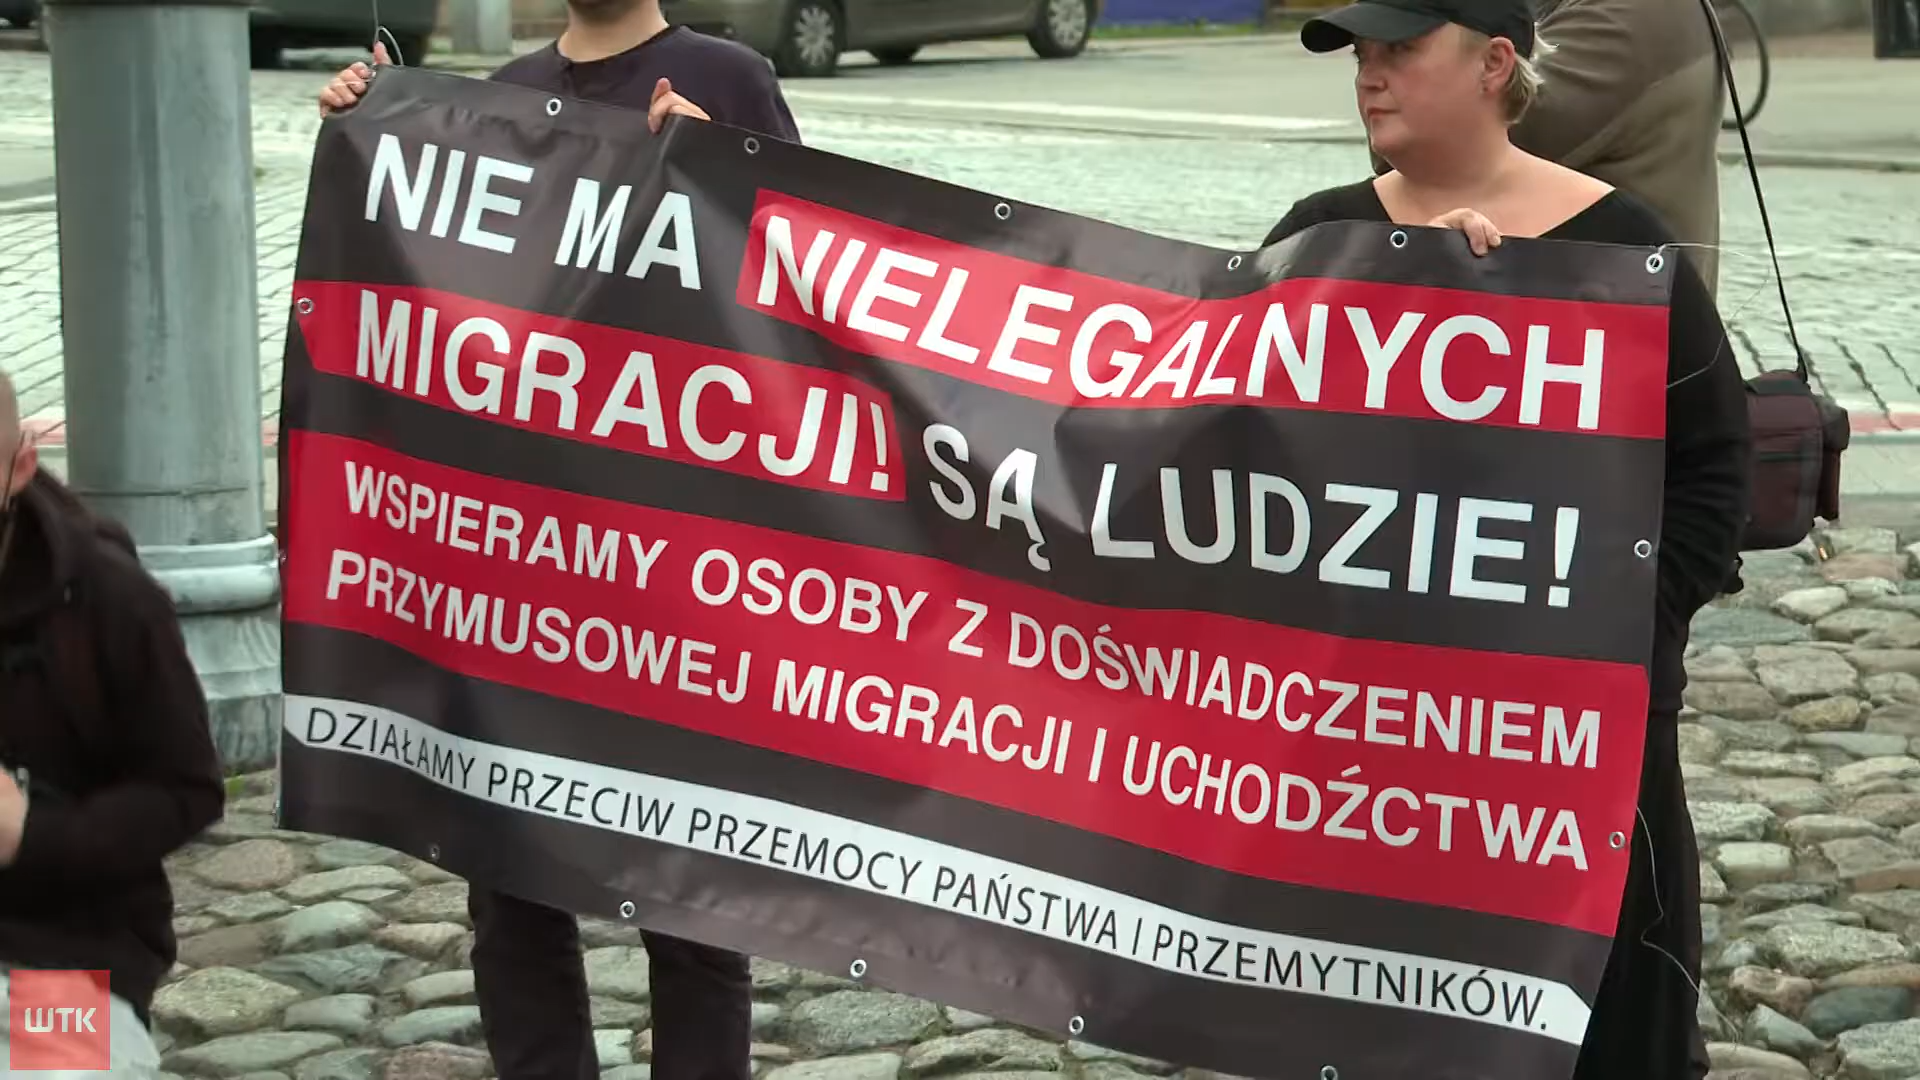 NIE MA NIELEGALNYCH
MIGRACJI! SĄ LUDZIE!
WSPIERAMY OSOBY Z DOŚWIADCZENIEM
PRZYMUSOWEJ MIGRACJI I UCHODŹCTWA
DZIAŁAMY PRZECIW PRZEMOCY PAŃSTWA I PRZEMYTNIKÓW.
WTK